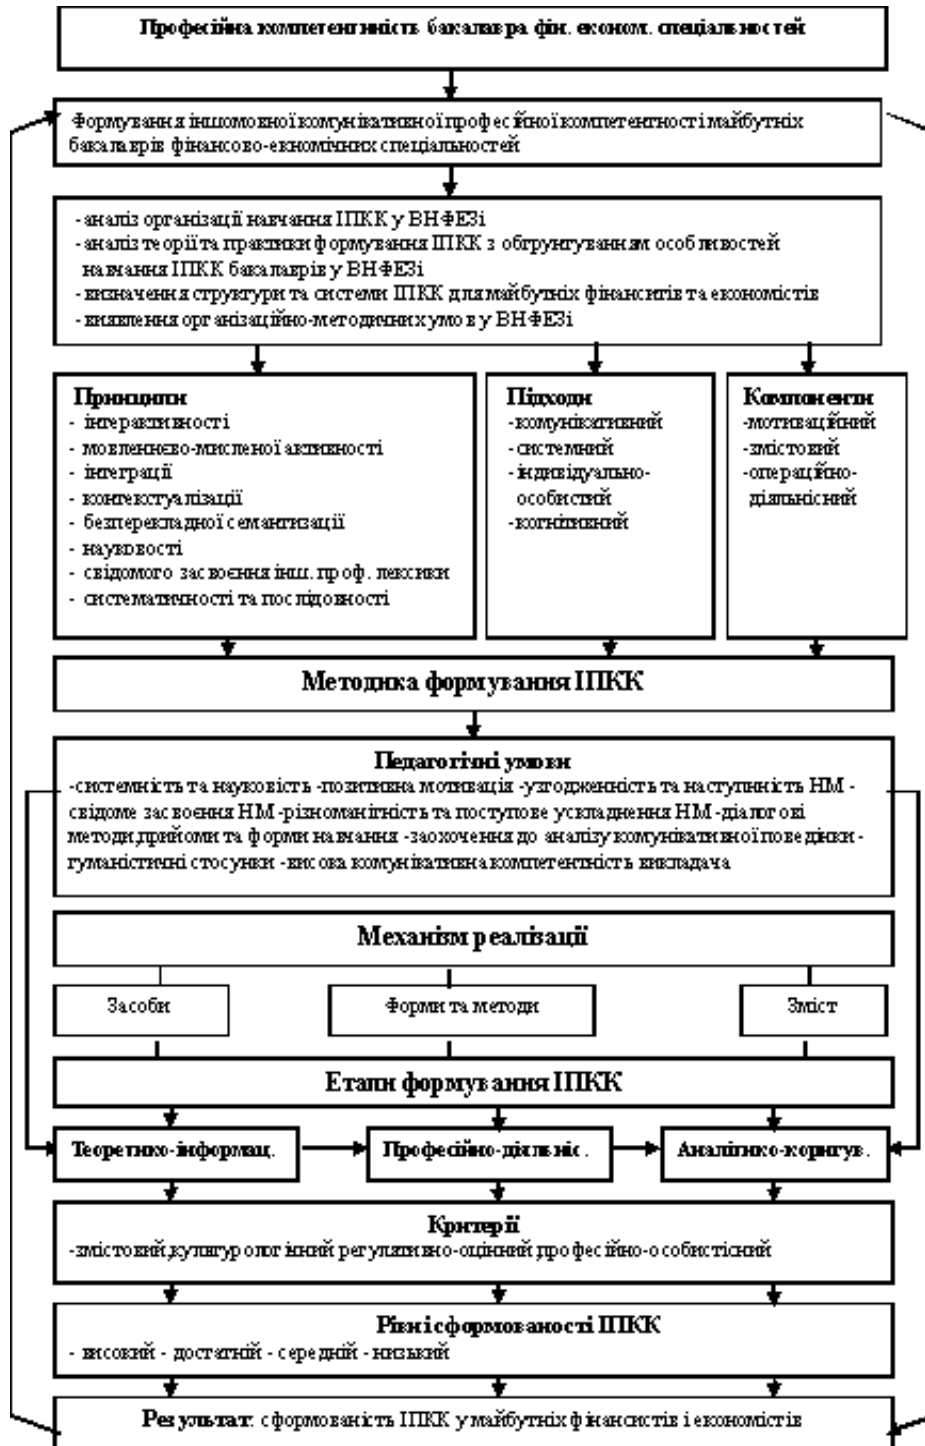 Професійна компетентність бакалавра фін. економ. спеціальностей
Формування іншомовної комунікативної професійної компетентності майбутніх
бакалаврів фінансово-екномічних спеціальностей
-аналіз організації навчання ІПКК у ВНФЕЗі
-аналіз теорії та практики формування ІПКК з обгрунтуванням особливостей
навчання ІПКК бакалаврів у ВНФЕЗі
-визначення структури та системи ІПКК для майбутніх фінанситів та економістів
-виявлення організаційно-методичних умов у ВНФЕЗі
Принципи
- інтерактивності
- мовленнєво-мисленої активності
- інтеграції
- контекстуалізації
- безперекладної семантизації
- науковості
- свідомого засвоєння інш. проф. лексики
- систематичності та послідовності
Підходи
-комунікативний
-системний
-індивідуально-
особистий
-когнітивний
Компоненти
-мотиваційний
-змістовий
-операційно-
діяльнісний
Методика формування ІПКК
Педагогічні умови
-системність та науковість -позитивна мотивація -узгодженність та наступнність НМ -
свідоме засвоєння НМ -різноманітність та поступове ускладнення НМ -діалогові
методи,прийоми та форми навчання -заохочення до аналізу комунікативної поведінки -
гуманістичні стосунки -висова комунікативна компетентність викладача
Механізм реалізації
Засоби
Форми та методи
Зміст
Етапи формування ІПКК
Теоретико-інформац.
Професійно-діяльніс.
Аналітико-коригув.
Критерії
-змістовий,культурологічний регулятивно-оцінний,професійно-особистісний
Рівні сформованості ІПКК
- високий - достатній - середній - низький
Результат: сформованість ІПКК у майбутніх фінансистів і економістів